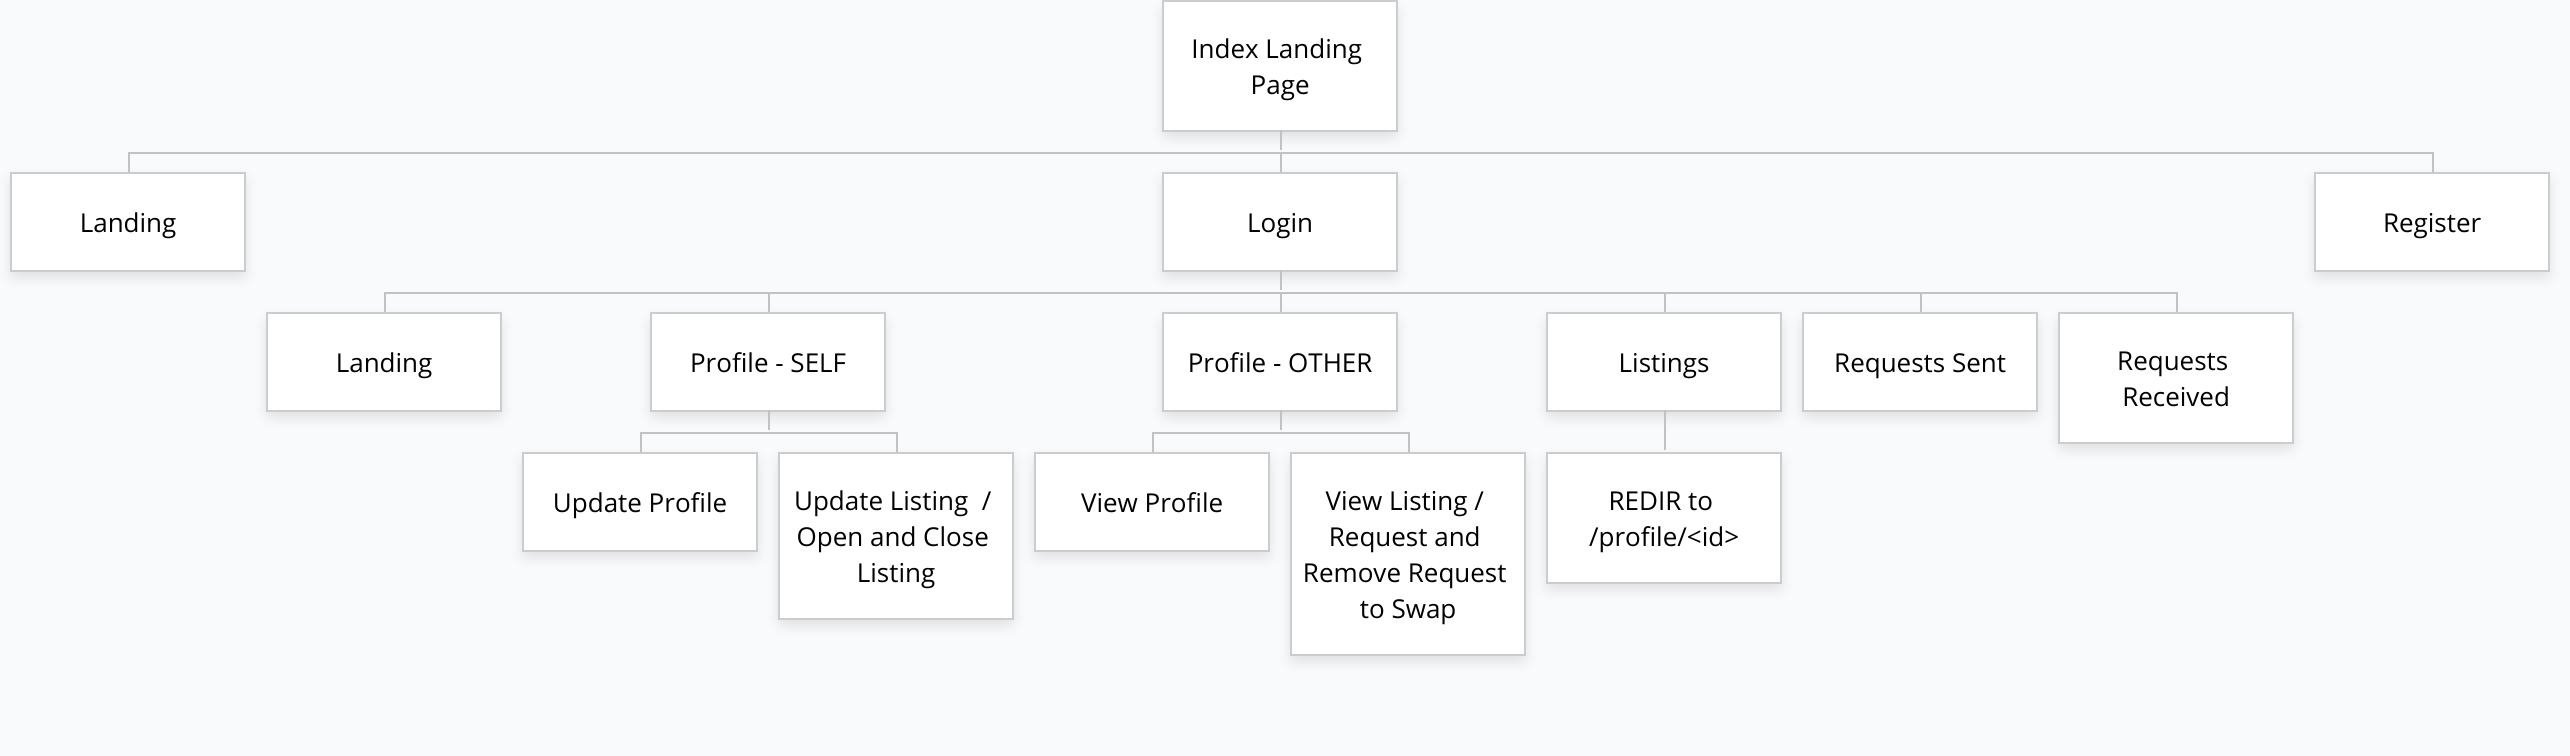 Index Landing
Page
Landing
Login
Register
Landing
Profile - SELF
Profile - OTHER
Listings
Requests Sent
Requests
Received
Update Profile
Update Listing  /
Open and Close
Listing
View Profile
View Listing /
Request and
Remove Request
to Swap
REDIR to
/profile/<id>